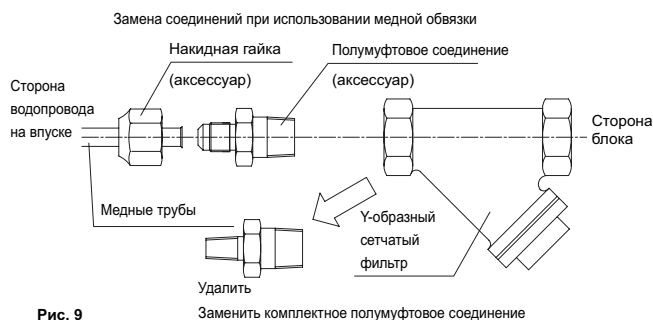 Замена соединений при использовании медной обвязки
Накидная гайка
(аксессуар)
Полумуфтовое соединение
(аксессуар)
Сторона
водопровода
на впуске
Сторона
блока
Медные трубы
Y-образный
сетчатый
фильтр
Удалить
Рис. 9
Заменить комплектное полумуфтовое соединение